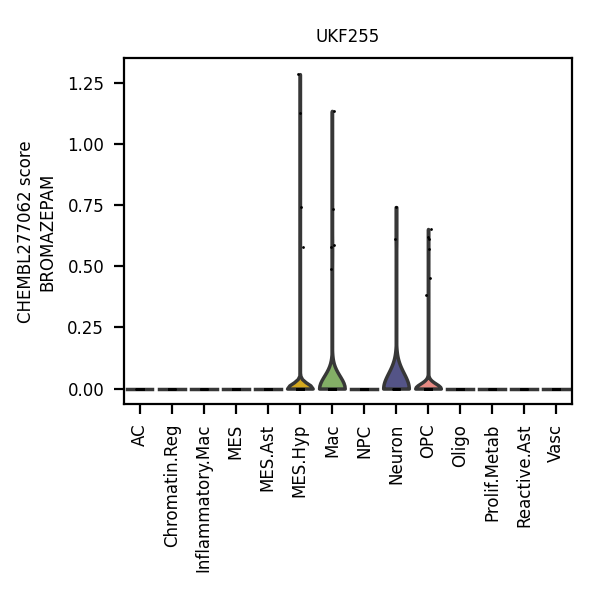 UKF255
CHEMBL277062 score
BROMAZEPAM
1.25
1.00
0.75
0.50
0.25
0.00
AC
Chromatin.Reg
Inflammatory.Mac
MES
MES.Ast
MES.Hyp
Mac
NPC
Neuron
OPC
Oligo
Prolif.Metab
Reactive.Ast
Vasc